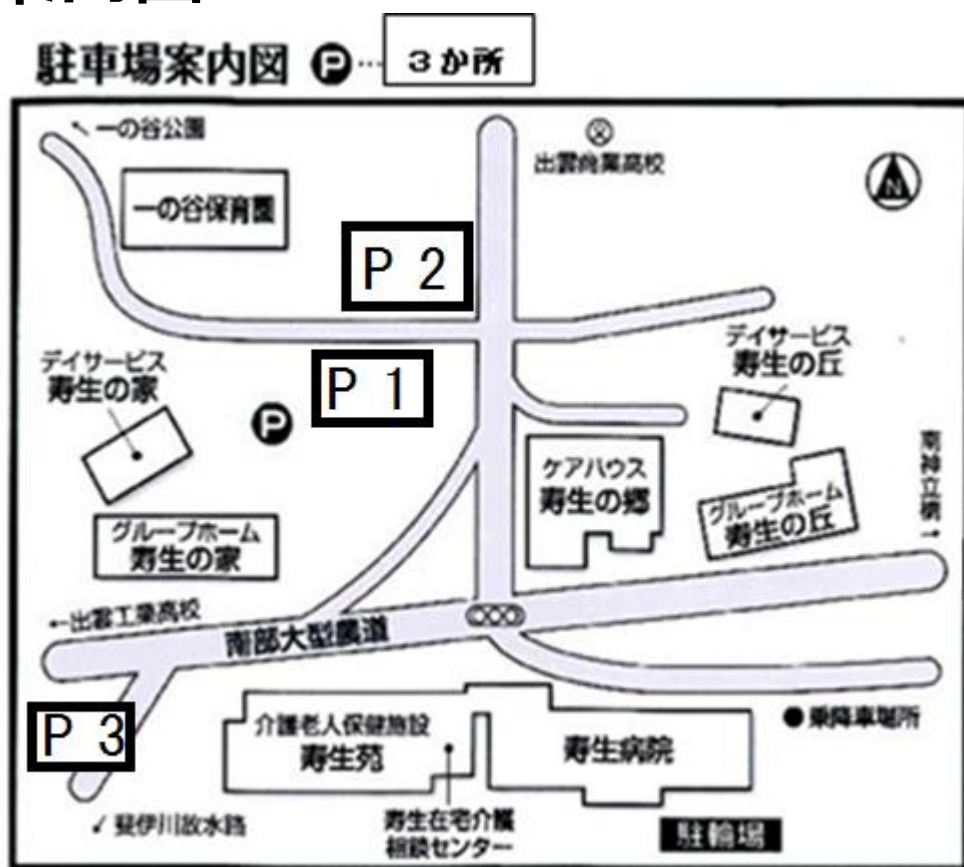 駐車場案内図 P… 3か所
←一の谷公園
文
出雲商業高校
N
一の谷保育園
P 2
デイサービス
寿生の家
P 1
P
デイサービス
寿生の丘
ケアハウス
寿生の郷
グループホーム
寿生の丘
南神立橋→
グループホーム
寿生の家
←出雲工業高校
南部大型農道
P 3
介護老人保健施設
寿生苑
寿生病院
●乗降車場所
↙斐伊川放水路
寿生在宅介護
相談センター
駐輪場